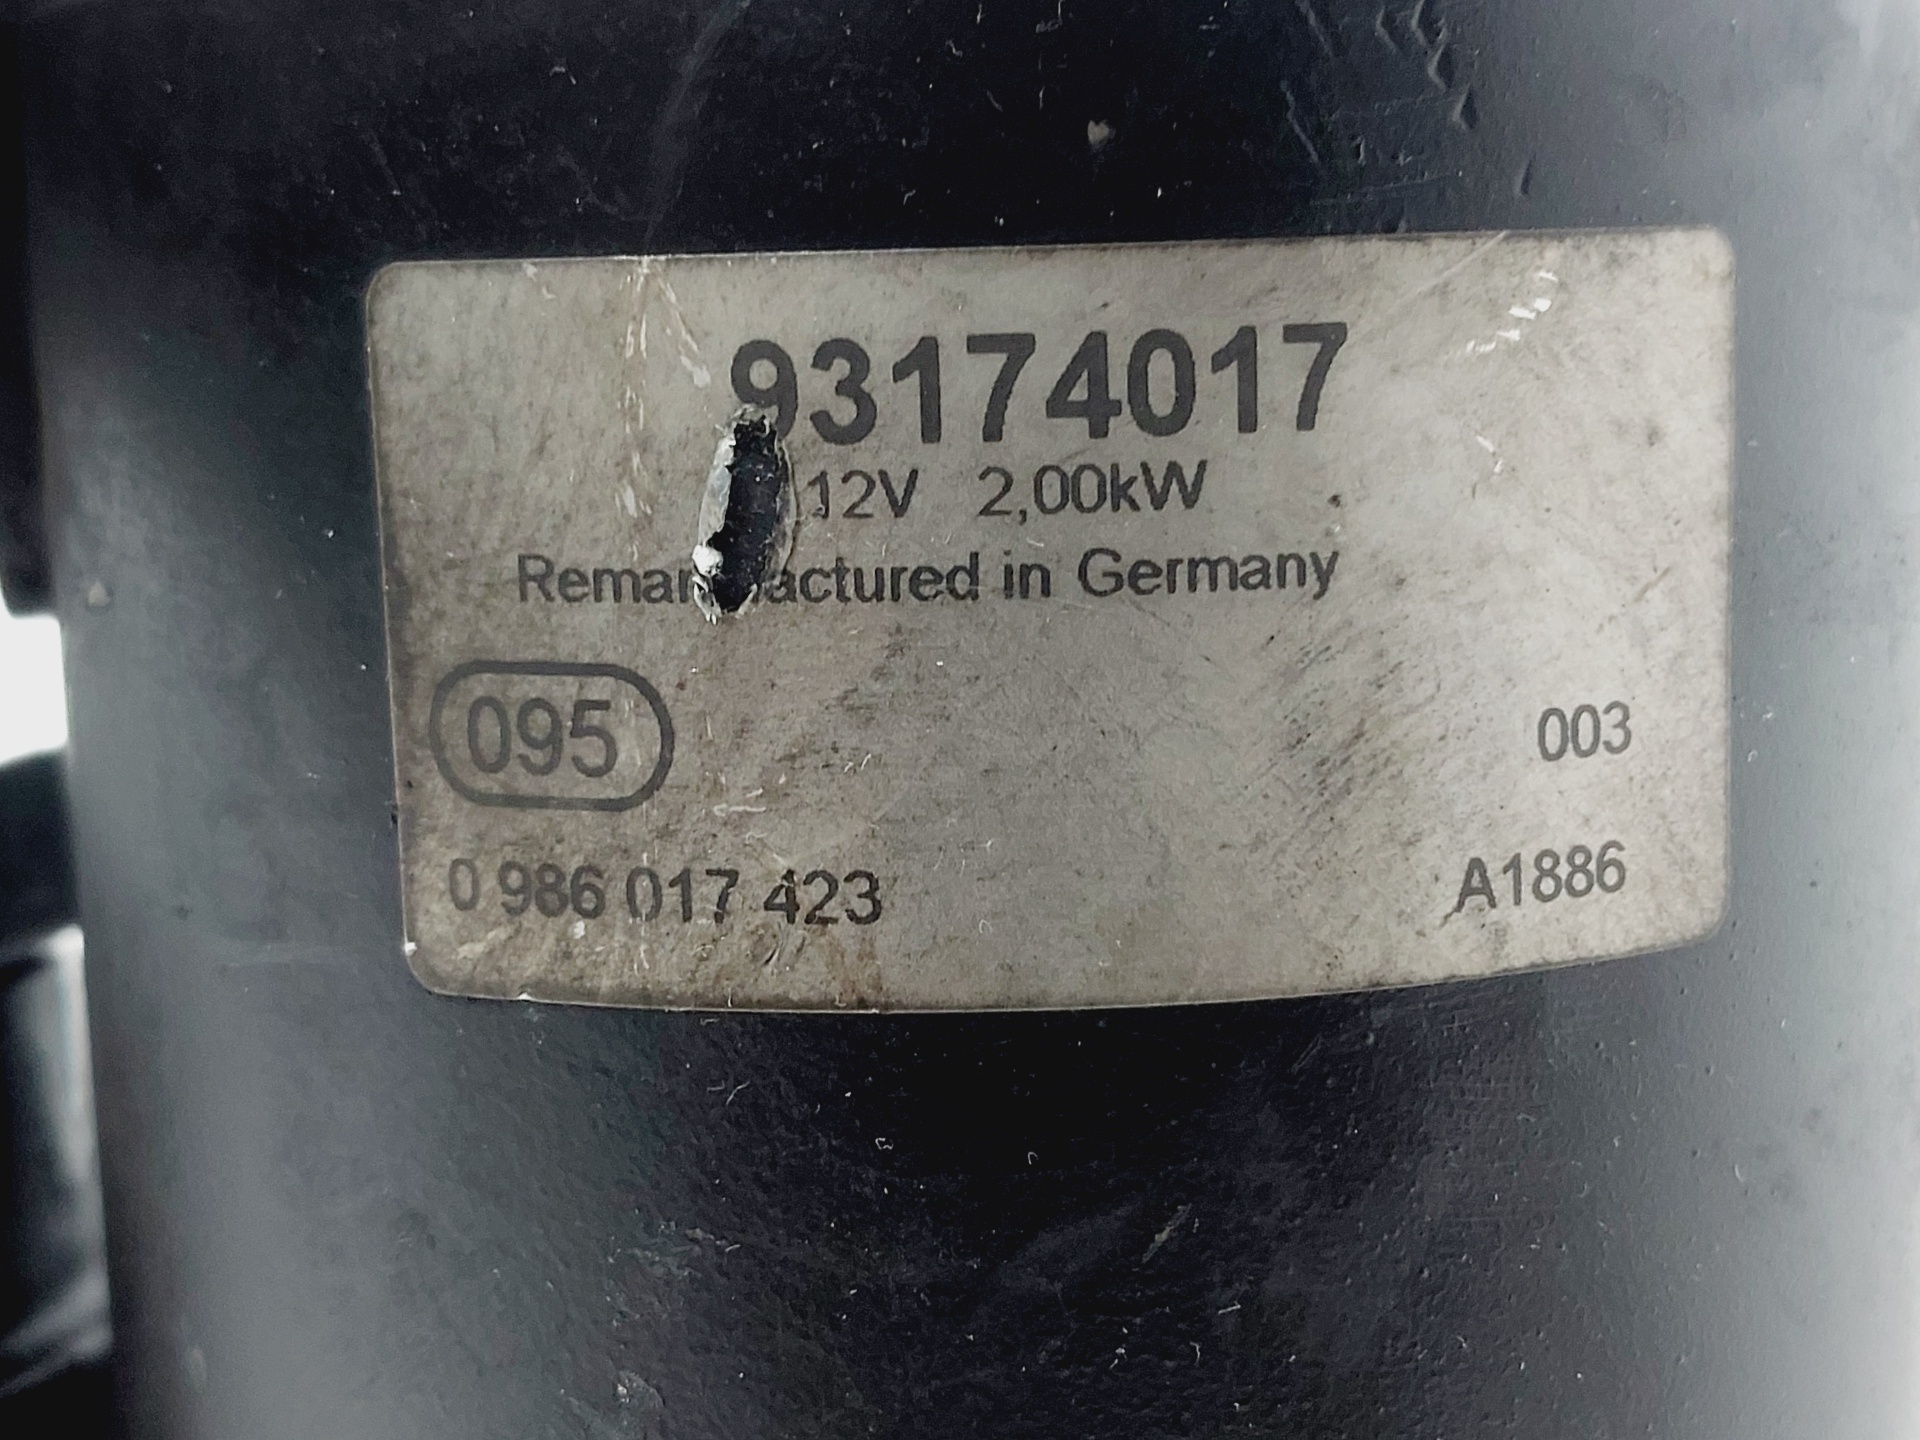 93174017
12V 2,00kW
Remanufactured in Germany
095
003
0 986 017 423
A1886